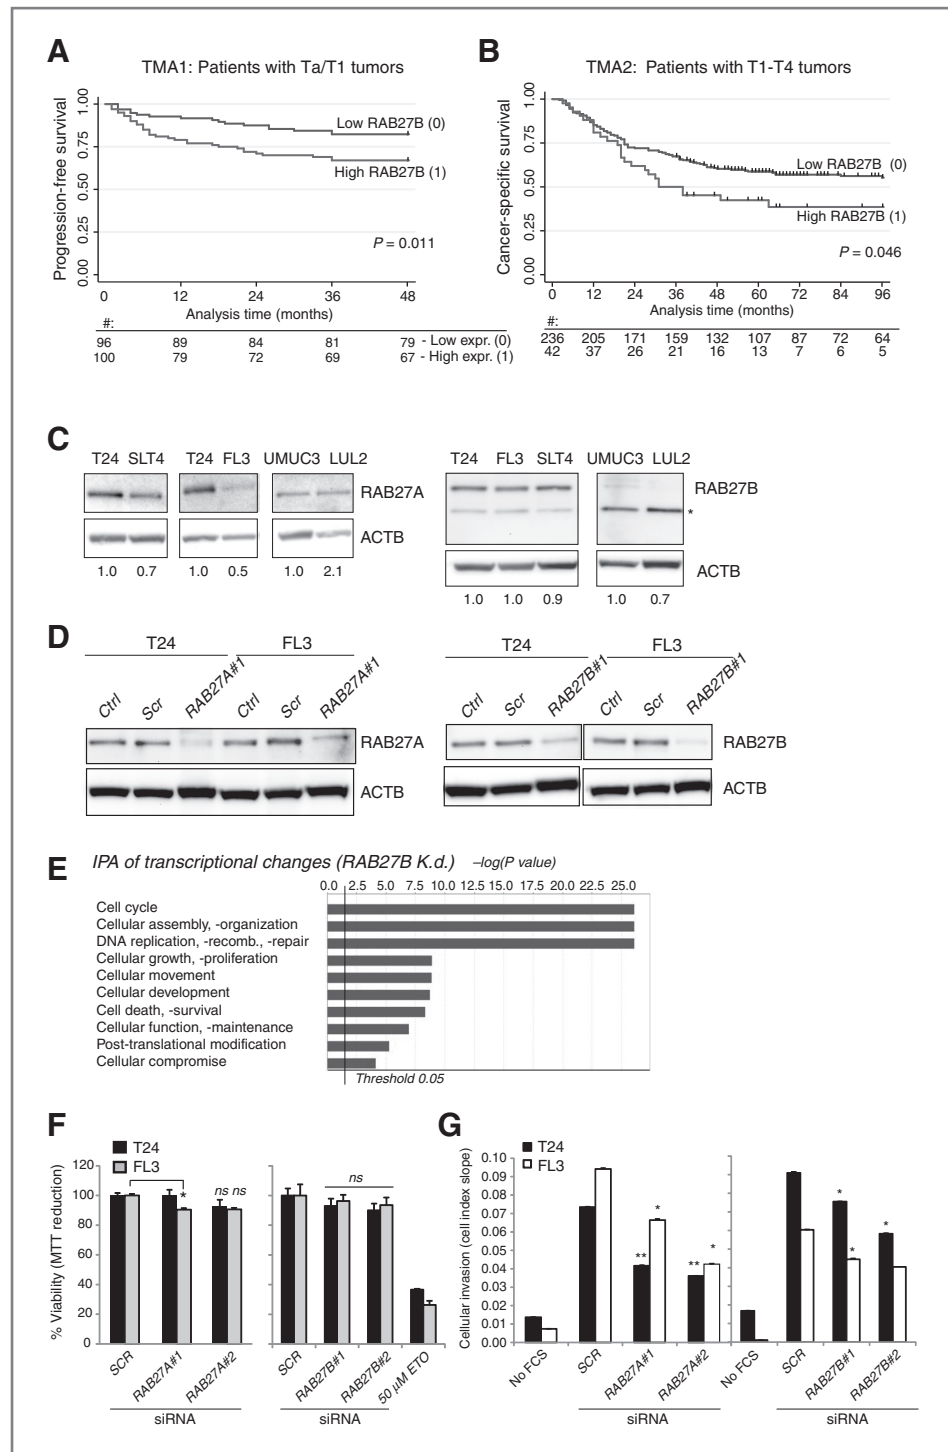 A
TMA1: Patients with Ta/T1 tumors
Progression-free survival
1.00
0.75
0.50
0.25
0.00
Low RAB27B (0)
High RAB27B (1)
P = 0.011
0 12 24 36 48
Analysis time (months)
#:
96 89 84 81 79 - Low expr. (0)
100 79 72 69 67 - High expr. (1)
B
TMA2: Patients with T1-T4 tumors
Cancer-specific survival
1.00
0.75
0.50
0.25
0.00
Low RAB27B (0)
High RAB27B (1)
P = 0.046
0 12 24 36 48 60 72 84 96
Analysis time (months)
#:
236 205 171 159 132 107 87 72 64
42 37 26 21 16 13 7 6 5
C
T24 SLT4 T24 FL3 UMUC3 LUL2
RAB27A
ACTB
1.0 0.7 1.0 0.5 1.0 2.1
T24 FL3 SLT4 UMUC3 LUL2
RAB27B
*
ACTB
1.0 1.0 0.9 1.0 0.7
D
T24 FL3
Ctrl Scr RAB27A#1 Ctrl Scr RAB27A#1
RAB27A
ACTB
T24 FL3
Ctrl Scr RAB27B#1 Ctrl Scr RAB27B#1
RAB27B
ACTB
E
IPA of transcriptional changes (RAB27B K.d.) –log(P value)
0.0 2.5 5.0 7.5 10.0 12.5 15.0 17.5 20.0 22.5 25.0
Cell cycle
Cellular assembly, -organization
DNA replication, -recomb., -repair
Cellular growth, -proliferation
Cellular movement
Cellular development
Cell death, -survival
Cellular function, -maintenance
Post-translational modification
Cellular compromise
Threshold 0.05
F
T24
FL3
% Viability (MTT reduction)
120
100
80
60
40
20
0
*
ns ns
ns
SCR RAB27A#1 RAB27A#2
siRNA
SCR RAB27B#1 RAB27B#2 50 µM ETO
siRNA
G
T24
FL3
Cellular invasion (cell index slope)
0.10
0.09
0.08
0.07
0.06
0.05
0.04
0.03
0.02
0.01
0.00
** * ** *
* * *
No FCS SCR RAB27A#1 RAB27A#2
siRNA
No FCS SCR RAB27B#1 RAB27B#2
siRNA